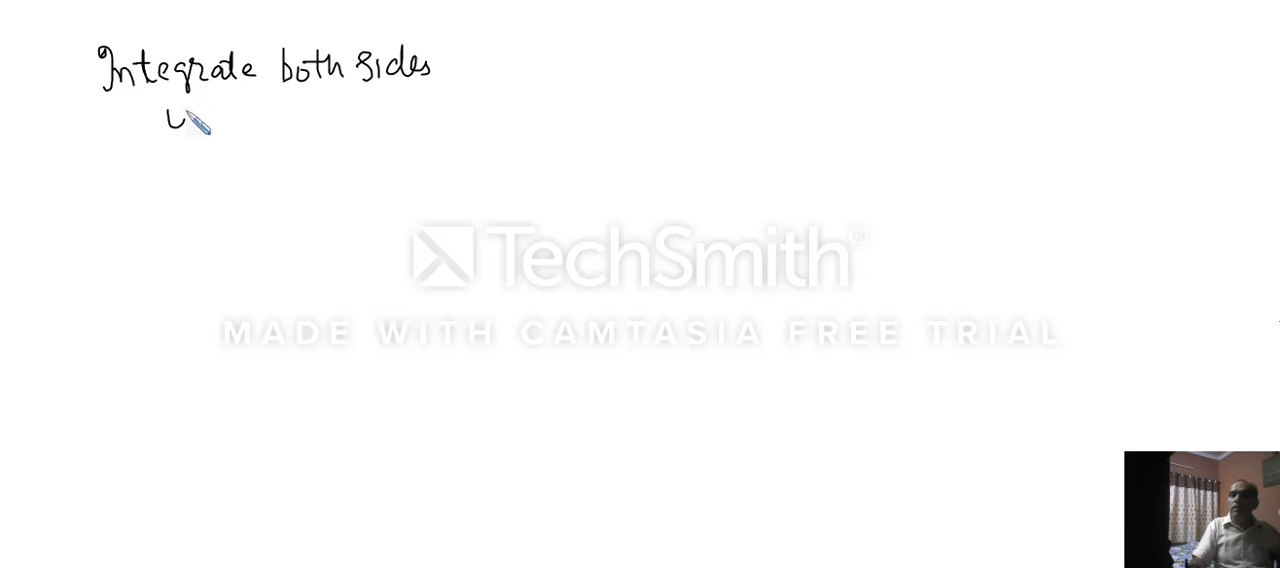 Integrate both sides
u
TechSmith®
MADE WITH CAMTASIA FREE TRIAL